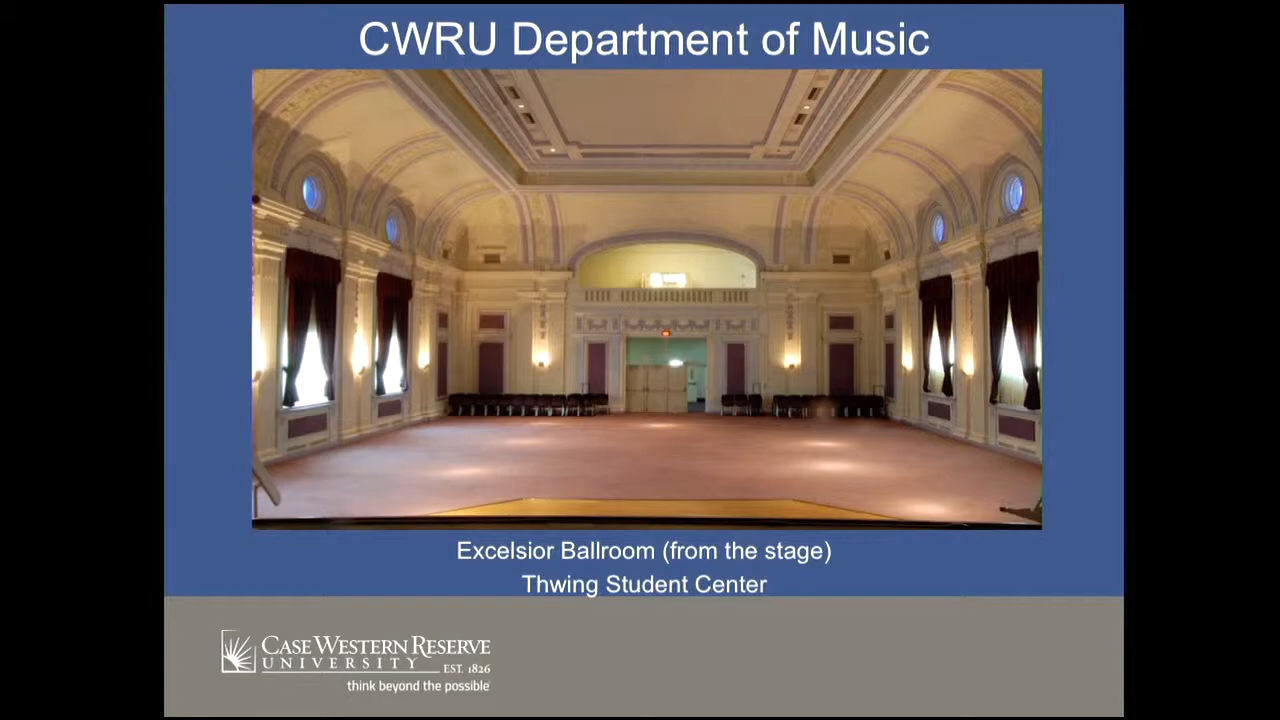 CWRU Department of Music
Excelsior Ballroom (from the stage)
Thwing Student Center
CASE WESTERN RESERVE
UNIVERSITY EST. 1826
think beyond the possible